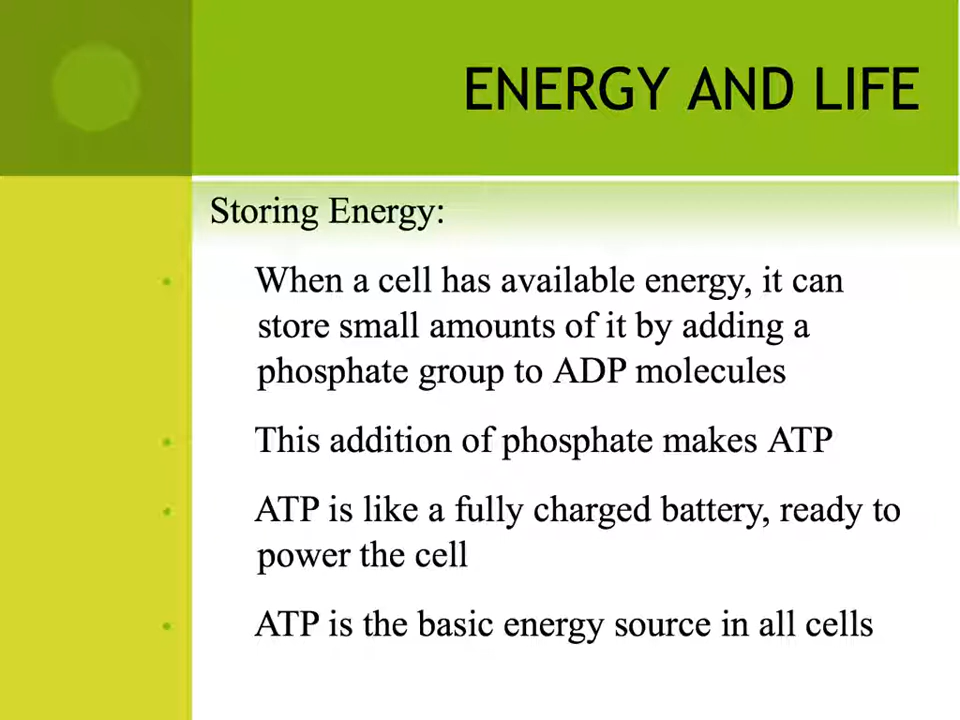 ENERGY AND LIFE
Storing Energy:
• When a cell has available energy, it can
store small amounts of it by adding a
phosphate group to ADP molecules
• This addition of phosphate makes ATP
• ATP is like a fully charged battery, ready to
power the cell
• ATP is the basic energy source in all cells